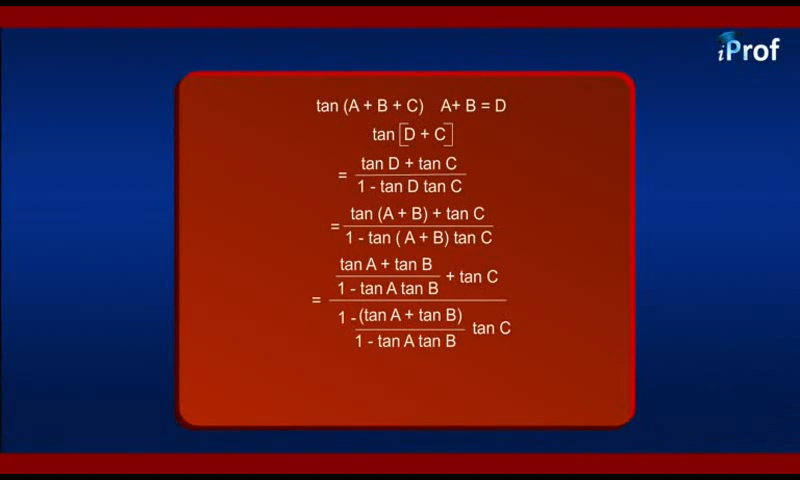 iProf
tan (A + B + C) A+ B = D
tan [D + C]
= tan D + tan C
1 - tan D tan C
= tan (A + B) + tan C
1 - tan ( A + B) tan C
tan A + tan B
1 - tan A tan B + tan C
=
1 - (tan A + tan B)
1 - tan A tan B tan C